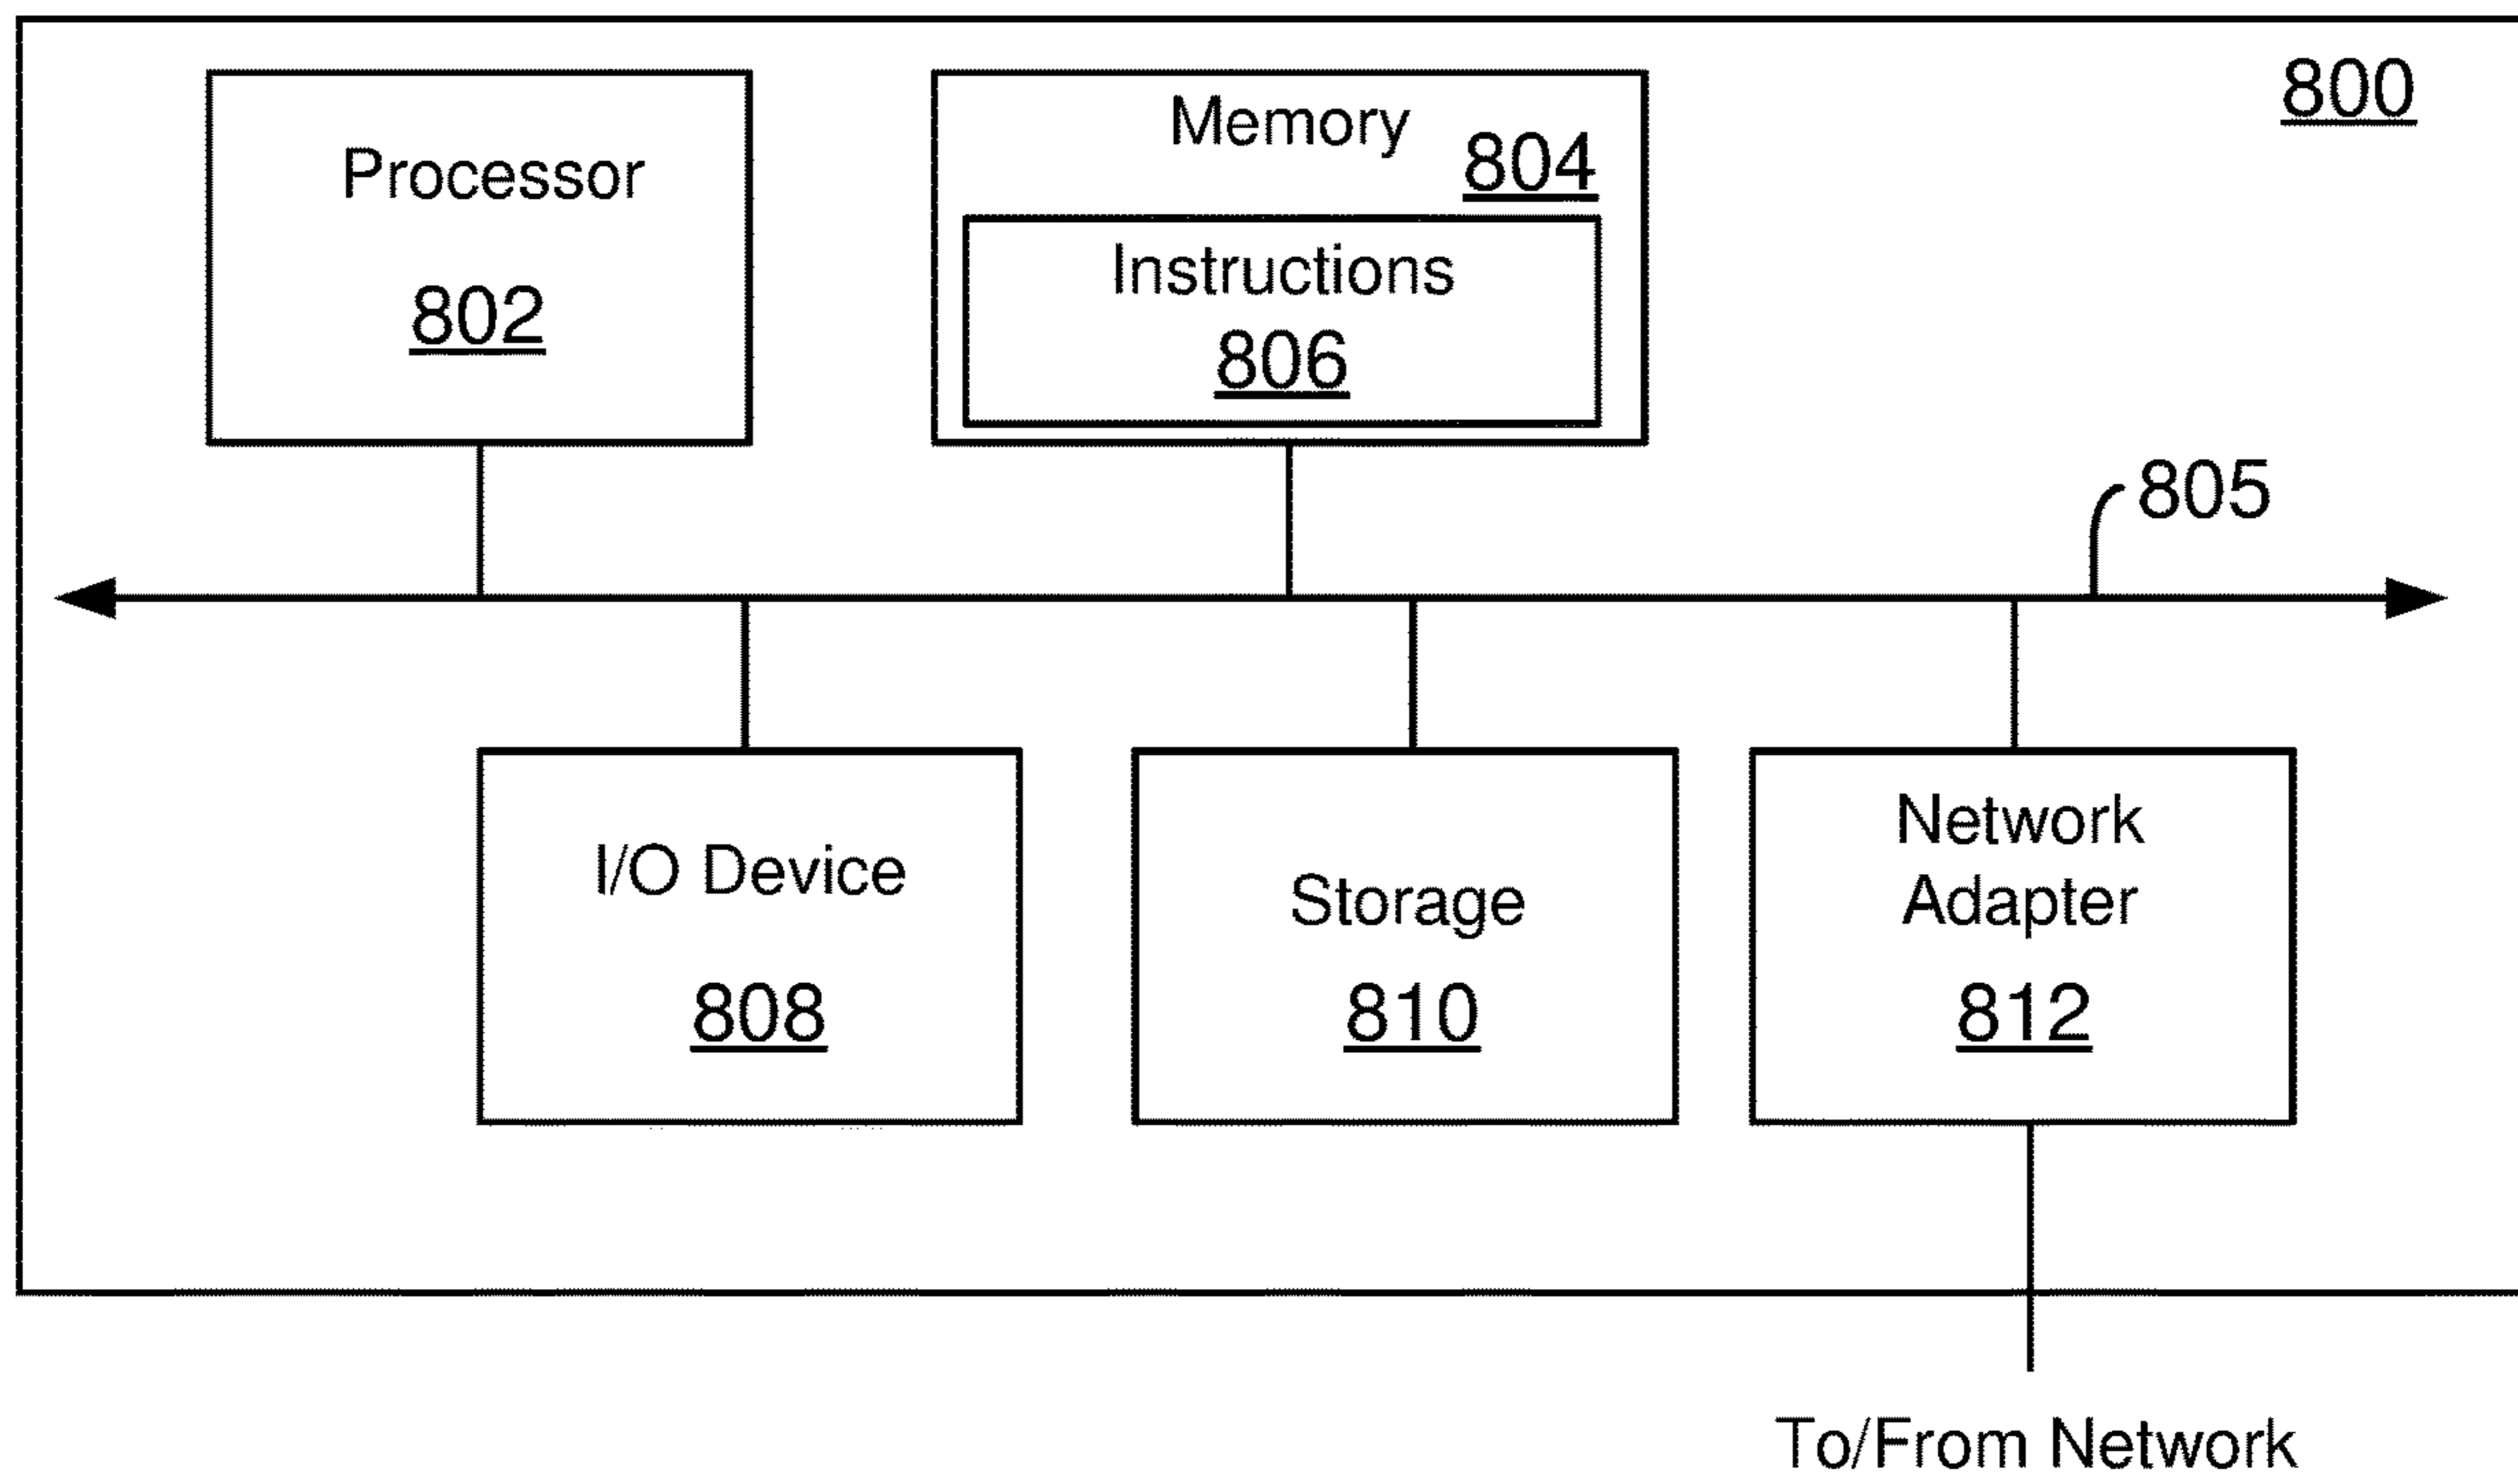 800
Processor
802
Memory
804
Instructions
806
805
I/O Device
808
Storage
810
Network
Adapter
812
To/From Network